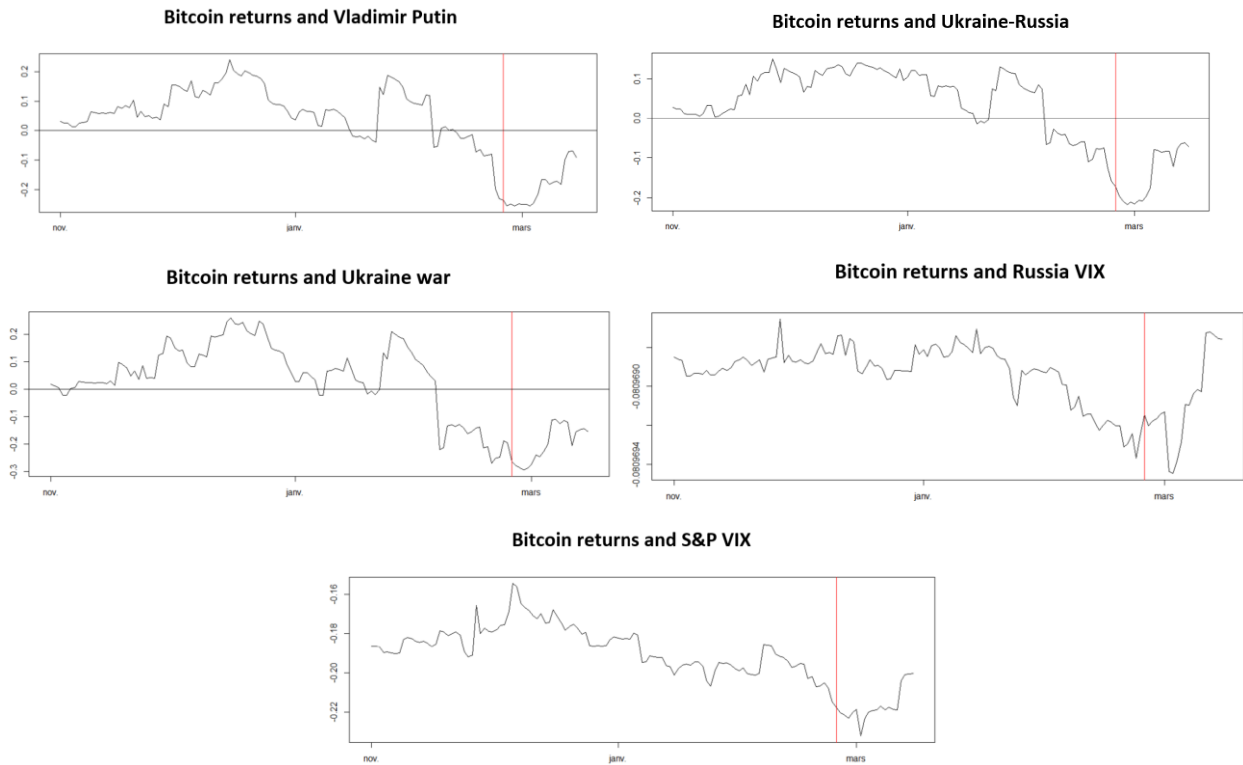 Bitcoin returns and Vladimir Putin
0.2
0.1
0.0
-0.1
-0.2
nov.
janv.
mars
Bitcoin returns and Ukraine-Russia
0.1
0.0
-0.1
-0.2
nov.
janv.
mars
Bitcoin returns and Ukraine war
0.2
0.1
0.0
-0.1
-0.2
-0.3
nov.
janv.
mars
Bitcoin returns and Russia VIX
-0.0809690
-0.0809694
nov.
janv.
mars
Bitcoin returns and S&P VIX
-0.16
-0.18
-0.20
-0.22
nov.
janv.
mars